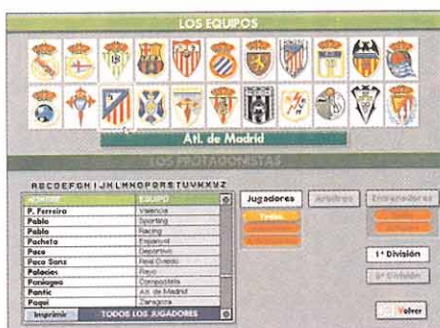 LOS EQUIPOS
Atl. de Madrid
LOS PROTAGONISTAS
ABCDEFGHIJKLMNOPQRSTUVWXYZ
NOMBRE EQUIPO
P. Ferreira Valencia
Pablo Sporting
Pablo Racing
Pacheta Espanyol
Paco Deportivo
Paco Sanz Real Oviedo
Palacios Rayo
Paniagua Compostela
Pantic Atl. de Madrid
Paqui Zaragoza
Imprimir TODOS LOS JUGADORES
Jugadores Arbitros Entrenadores
Todos
1ª División
2ª División
Volver